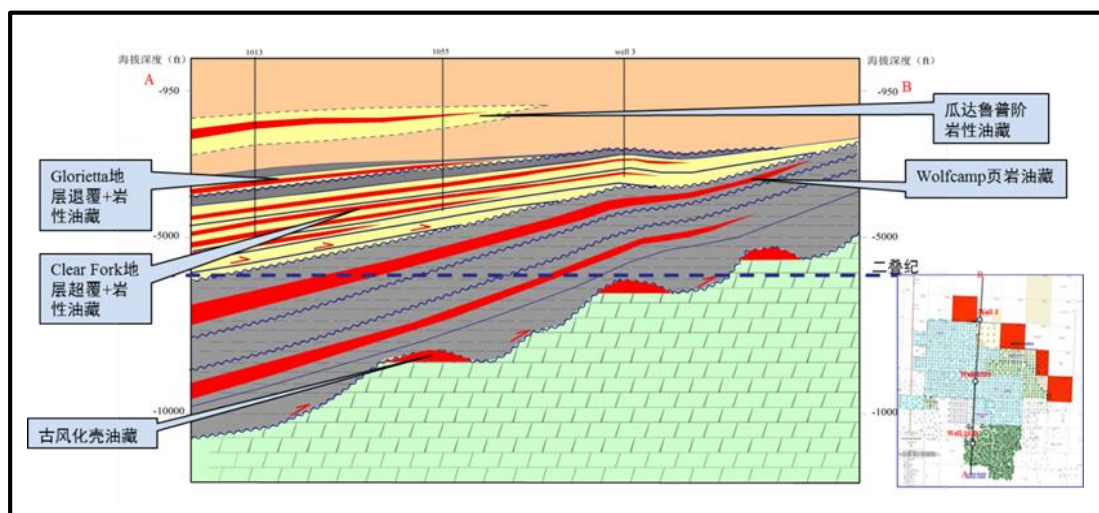 1013
1055
well 3
海拔深度（ft）
海拔深度（ft）
A
B
-950
-950
瓜达鲁普阶
岩性油藏
Glorietta地
层退覆+岩
性油藏
Wolfcamp页岩油藏
-5000
-5000
Clear Fork地
层超覆+岩
性油藏
二叠纪
-10000
-1000
古风化壳油藏
B
Well 3
A